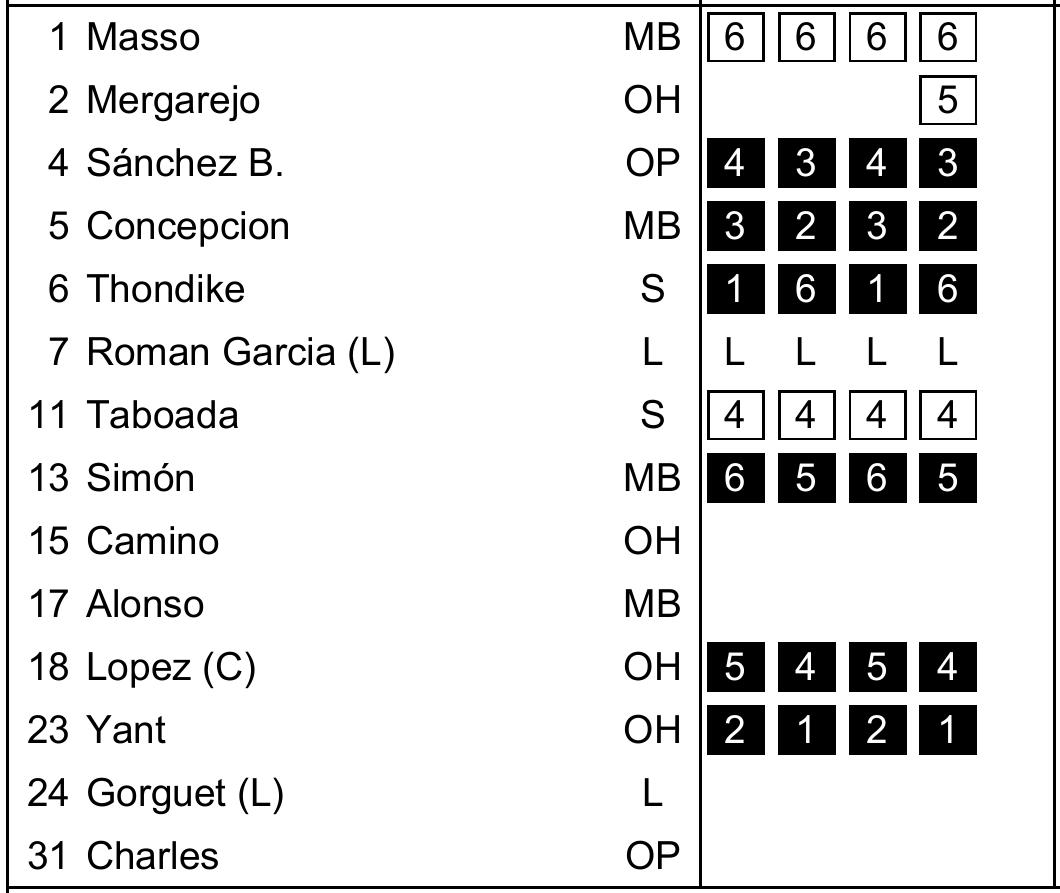 1 Masso MB 6 6 6 6
2 Mergarejo OH 5
4 Sánchez B. OP 4 3 4 3
5 Concepcion MB 3 2 3 2
6 Thondike S 1 6 1 6
7 Roman Garcia (L) L L L L L
11 Taboada S 4 4 4 4
13 Simón MB 6 5 6 5
15 Camino OH
17 Alonso MB
18 Lopez (C) OH 5 4 5 4
23 Yant OH 2 1 2 1
24 Gorguet (L) L
31 Charles OP